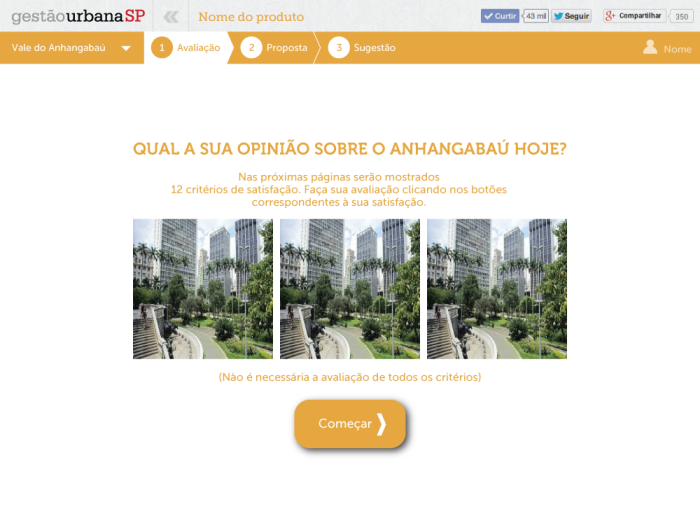 gestãourbanaSP
Nome do produto
Curtir
43 mil
Seguir
Compartilhar
350
Vale do Anhangabaú
1 Avaliação
2 Proposta
3 Sugestão
Nome
QUAL A SUA OPINIÃO SOBRE O ANHANGABAÚ HOJE?
Nas próximas páginas serão mostrados
12 critérios de satisfação. Faça sua avaliação clicando nos botões
correspondentes à sua satisfação.
(Nào é necessária a avaliação de todos os critérios)
Começar